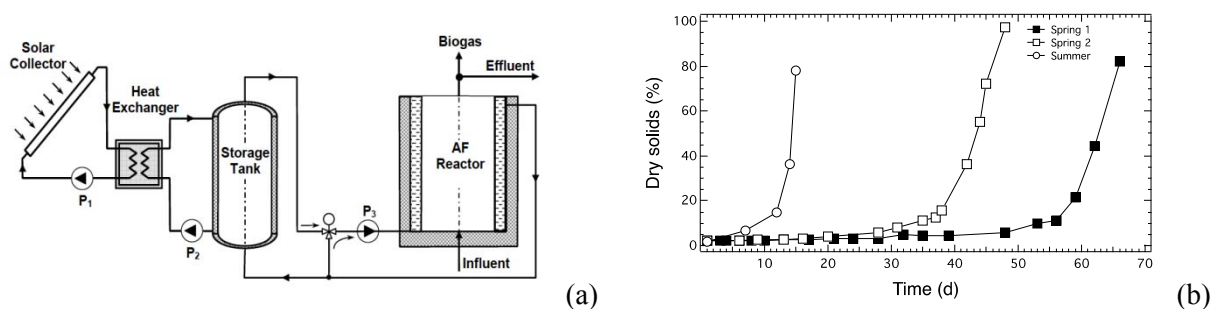 Solar
Collector
Heat
Exchanger
P1
P2
Storage
Tank
P3
Biogas
Effluent
AF
Reactor
Influent
(a)
Dry solids (%)
100
80
60
40
20
0
10 20 30 40 50 60 70
Time (d)
Spring 1
Spring 2
Summer
(b)